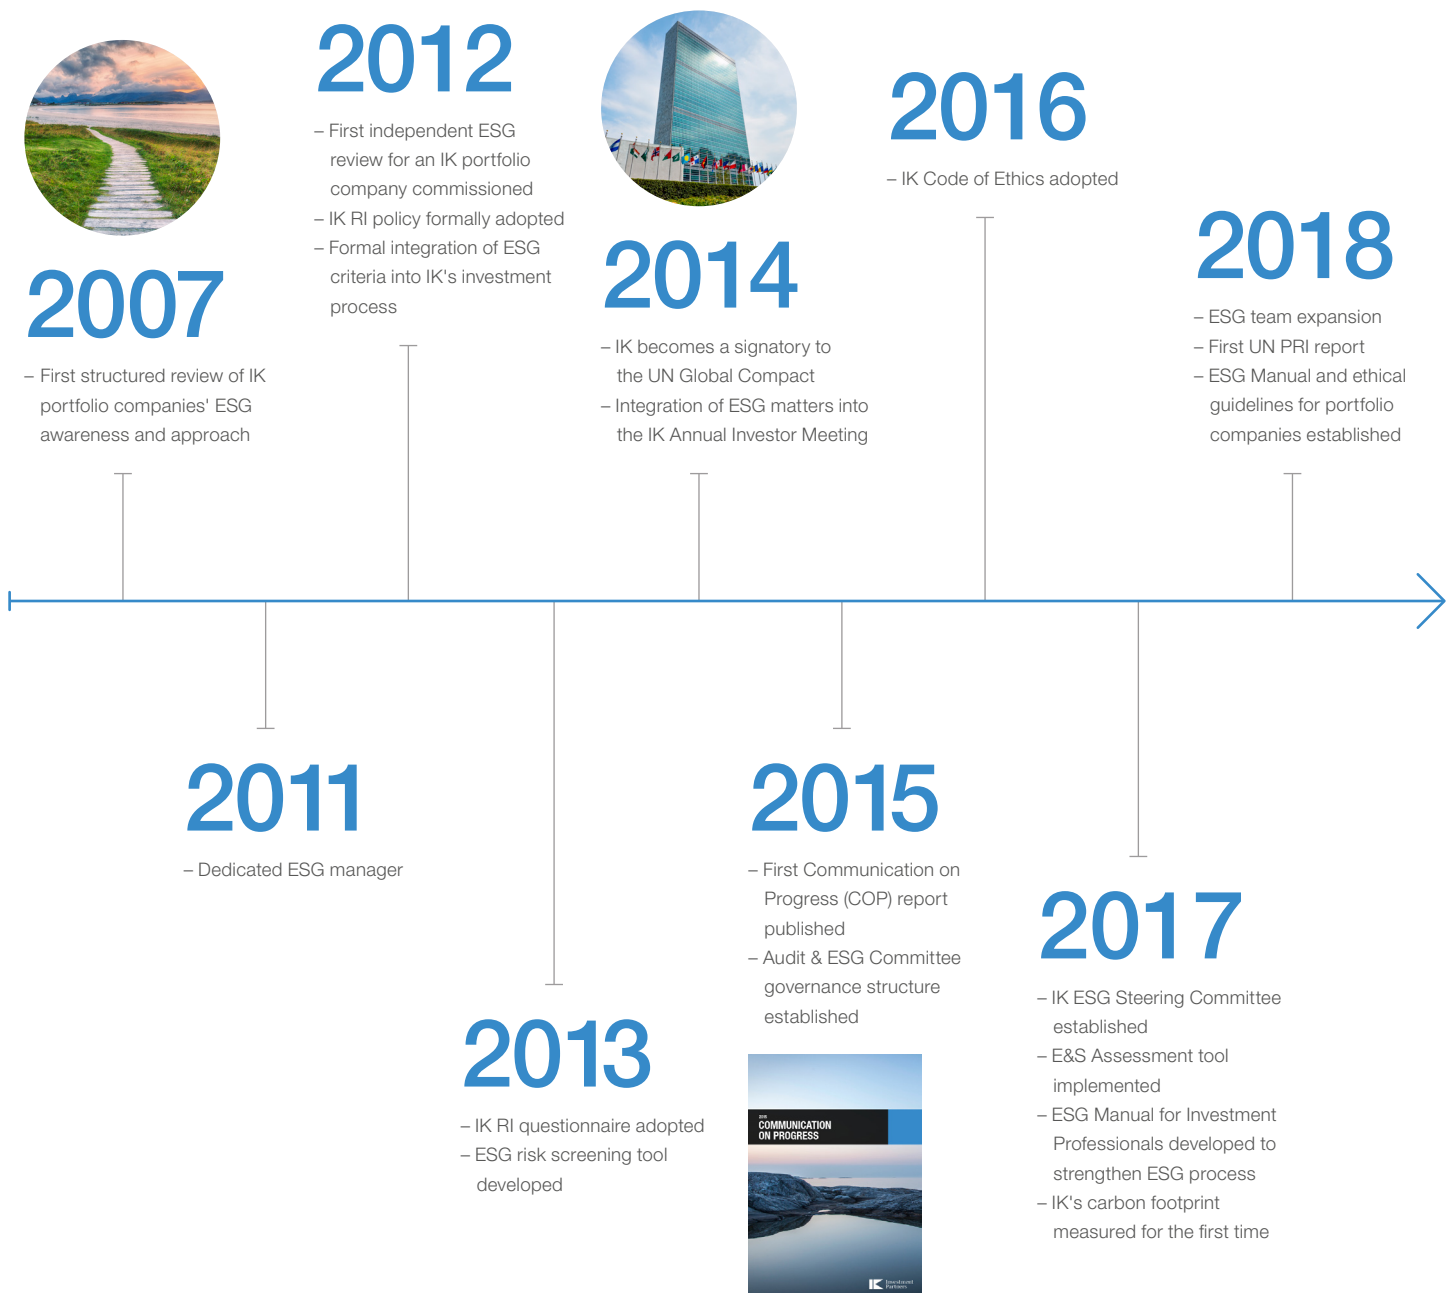 2007
– First structured review of IK
portfolio companies' ESG
awareness and approach
2011
– Dedicated ESG manager
2012
– First independent ESG
review for an IK portfolio
company commissioned
– IK RI policy formally adopted
– Formal integration of ESG
criteria into IK's investment
process
2013
– IK RI questionnaire adopted
– ESG risk screening tool
developed
2014
– IK becomes a signatory to
the UN Global Compact
– Integration of ESG matters into
the IK Annual Investor Meeting
2015
– First Communication on
Progress (COP) report
published
– Audit & ESG Committee
governance structure
established
COMMUNICATION
ON PROGRESS
IK Investment
Partners
2016
– IK Code of Ethics adopted
2017
– IK ESG Steering Committee
established
– E&S Assessment tool
implemented
– ESG Manual for Investment
Professionals developed to
strengthen ESG process
– IK's carbon footprint
measured for the first time
2018
– ESG team expansion
– First UN PRI report
– ESG Manual and ethical
guidelines for portfolio
companies established